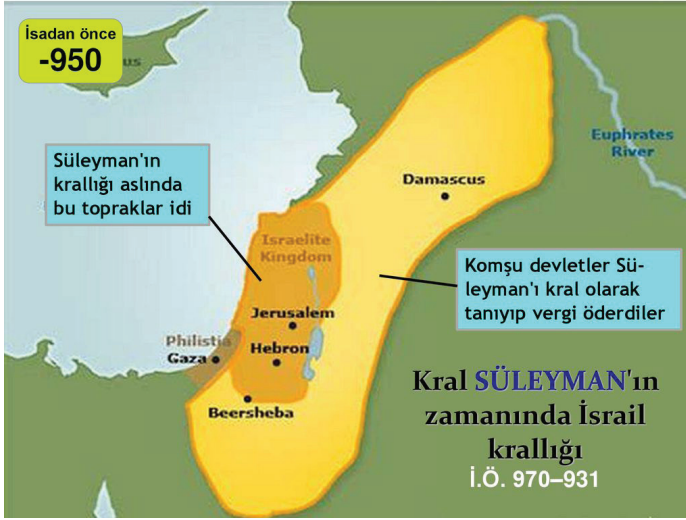 İsadan önce
-950
us
Euphrates
River
Süleyman'ın
krallığı aslında
bu topraklar idi
Damascus
Israelite
Kingdom
Komşu devletler Sü-
leyman'ı kral olarak
tanıyıp vergi öderdiler
Jerusalem
Philistia
Gaza
Hebron
Beersheba
Kral SÜLEYMAN'ın
zamanında İsrail
krallığı
İ.Ö. 970–931